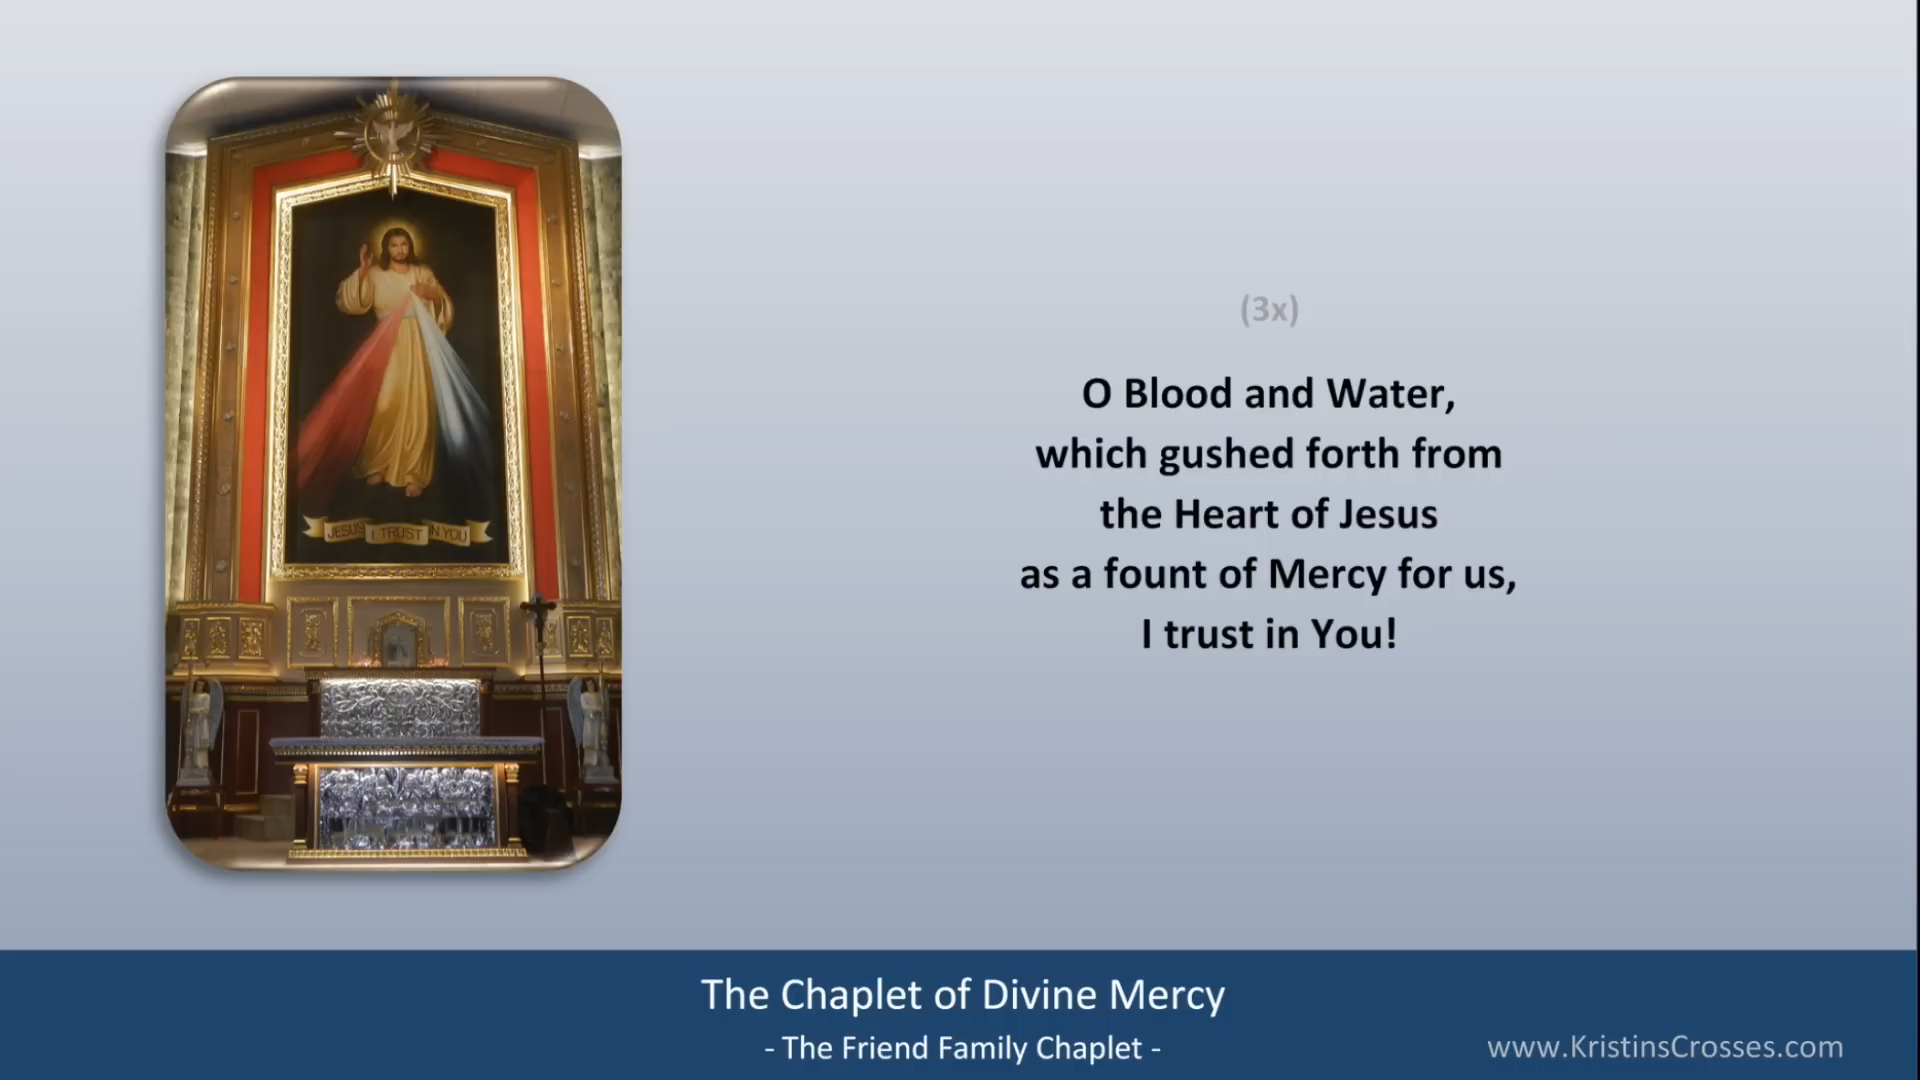 JESUS I TRUST IN YOU
(3x)
O Blood and Water,
which gushed forth from
the Heart of Jesus
as a fount of Mercy for us,
I trust in You!
The Chaplet of Divine Mercy
- The Friend Family Chaplet -
www.KristinsCrosses.com